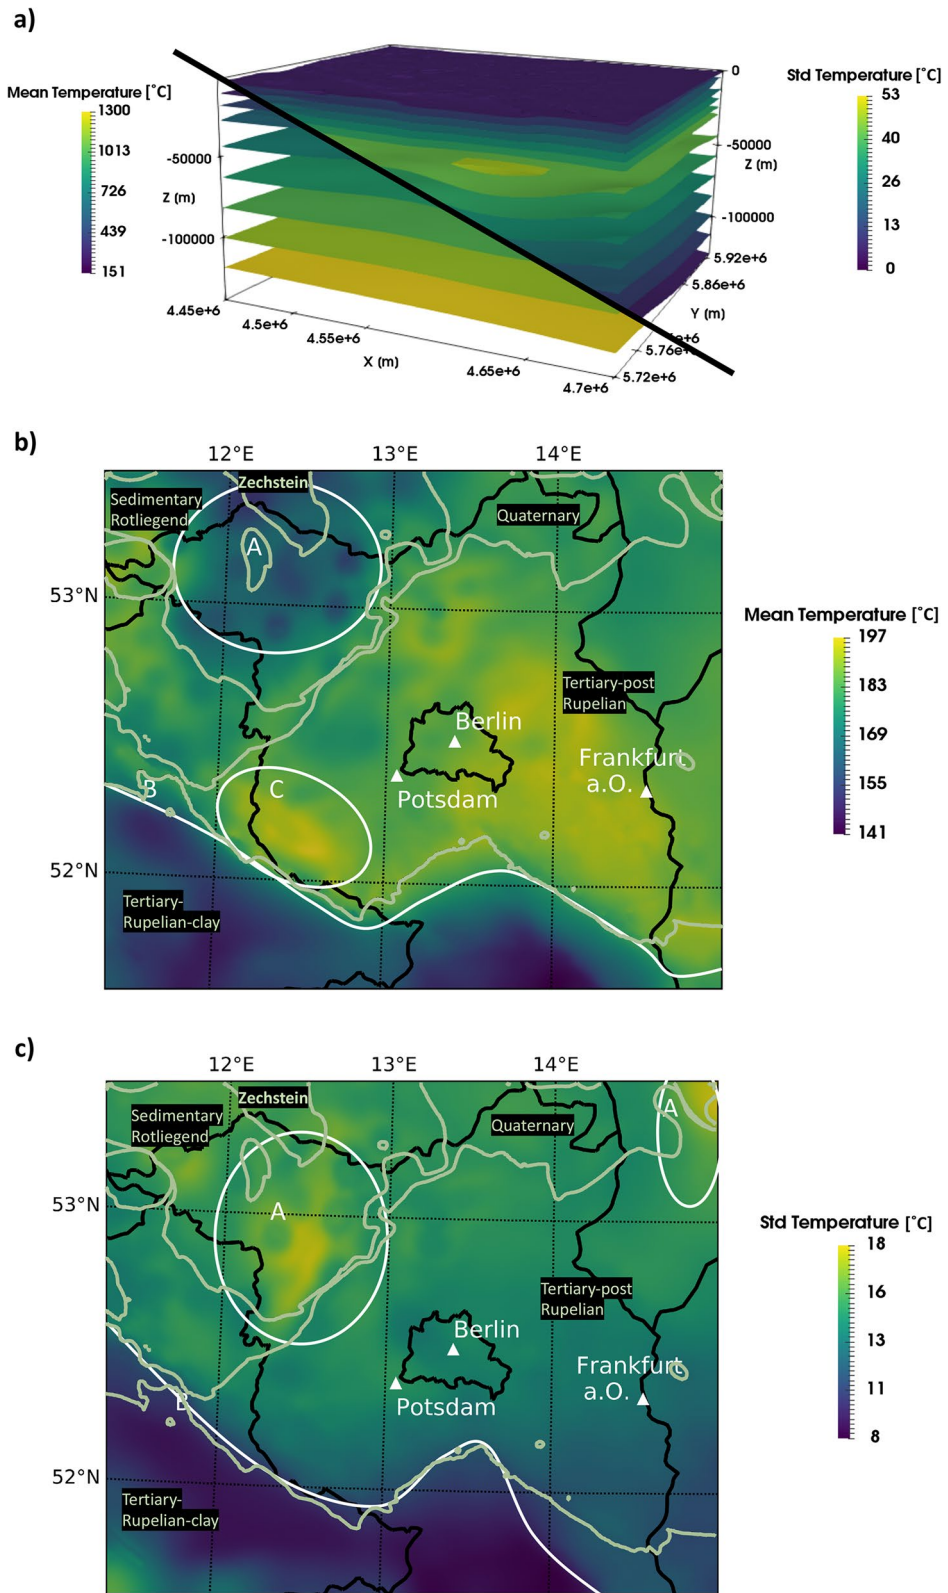 a)
Mean Temperature [°C]
1300
1013
726
439
151
-50000
Z (m)
-100000
4.45e+6
4.5e+6
4.55e+6
X (m)
4.65e+6
4.7e+6
0
-50000
Z (m)
-100000
5.92e+6
5.86e+6
Y (m)
5.76e+6
5.72e+6
Std Temperature [°C]
53
40
26
13
0
b)
12°E 13°E 14°E
Zechstein
Sedimentary
Rotliegend
Quaternary
A
53°N
Tertiary-post
Rupelian
Berlin
Frankfurt
a.O.
B
C
Potsdam
52°N
Tertiary-
Rupelian-clay
Mean Temperature [°C]
197
183
169
155
141
c)
12°E 13°E 14°E
Zechstein
Sedimentary
Rotliegend
Quaternary
A
53°N
A
Tertiary-post
Rupelian
Berlin
Frankfurt
a.O.
B
Potsdam
52°N
Tertiary-
Rupelian-clay
Std Temperature [°C]
18
16
13
11
8